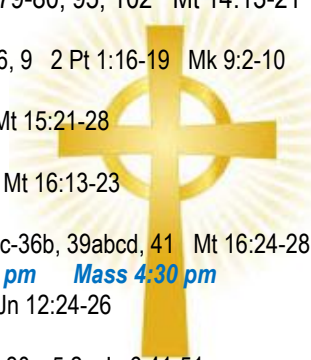 79-80, 95, 102 Mt 14:13-21
6, 9 2 Pt 1:16-19 Mk 9:2-10
Mt 15:21-28
Mt 16:13-23
c-36b, 39abcd, 41 Mt 16:24-28
pm Mass 4:30 pm
Jn 12:24-26